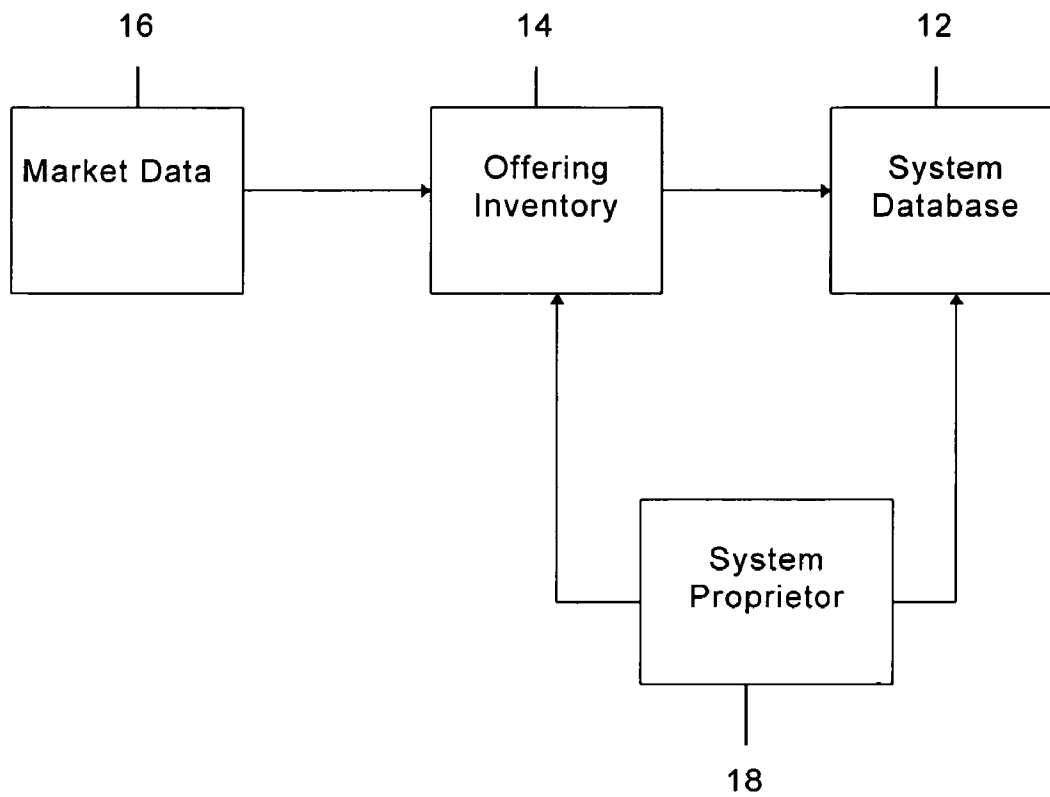 16
14
12
Market Data
Offering
Inventory
System
Database
System
Proprietor
18